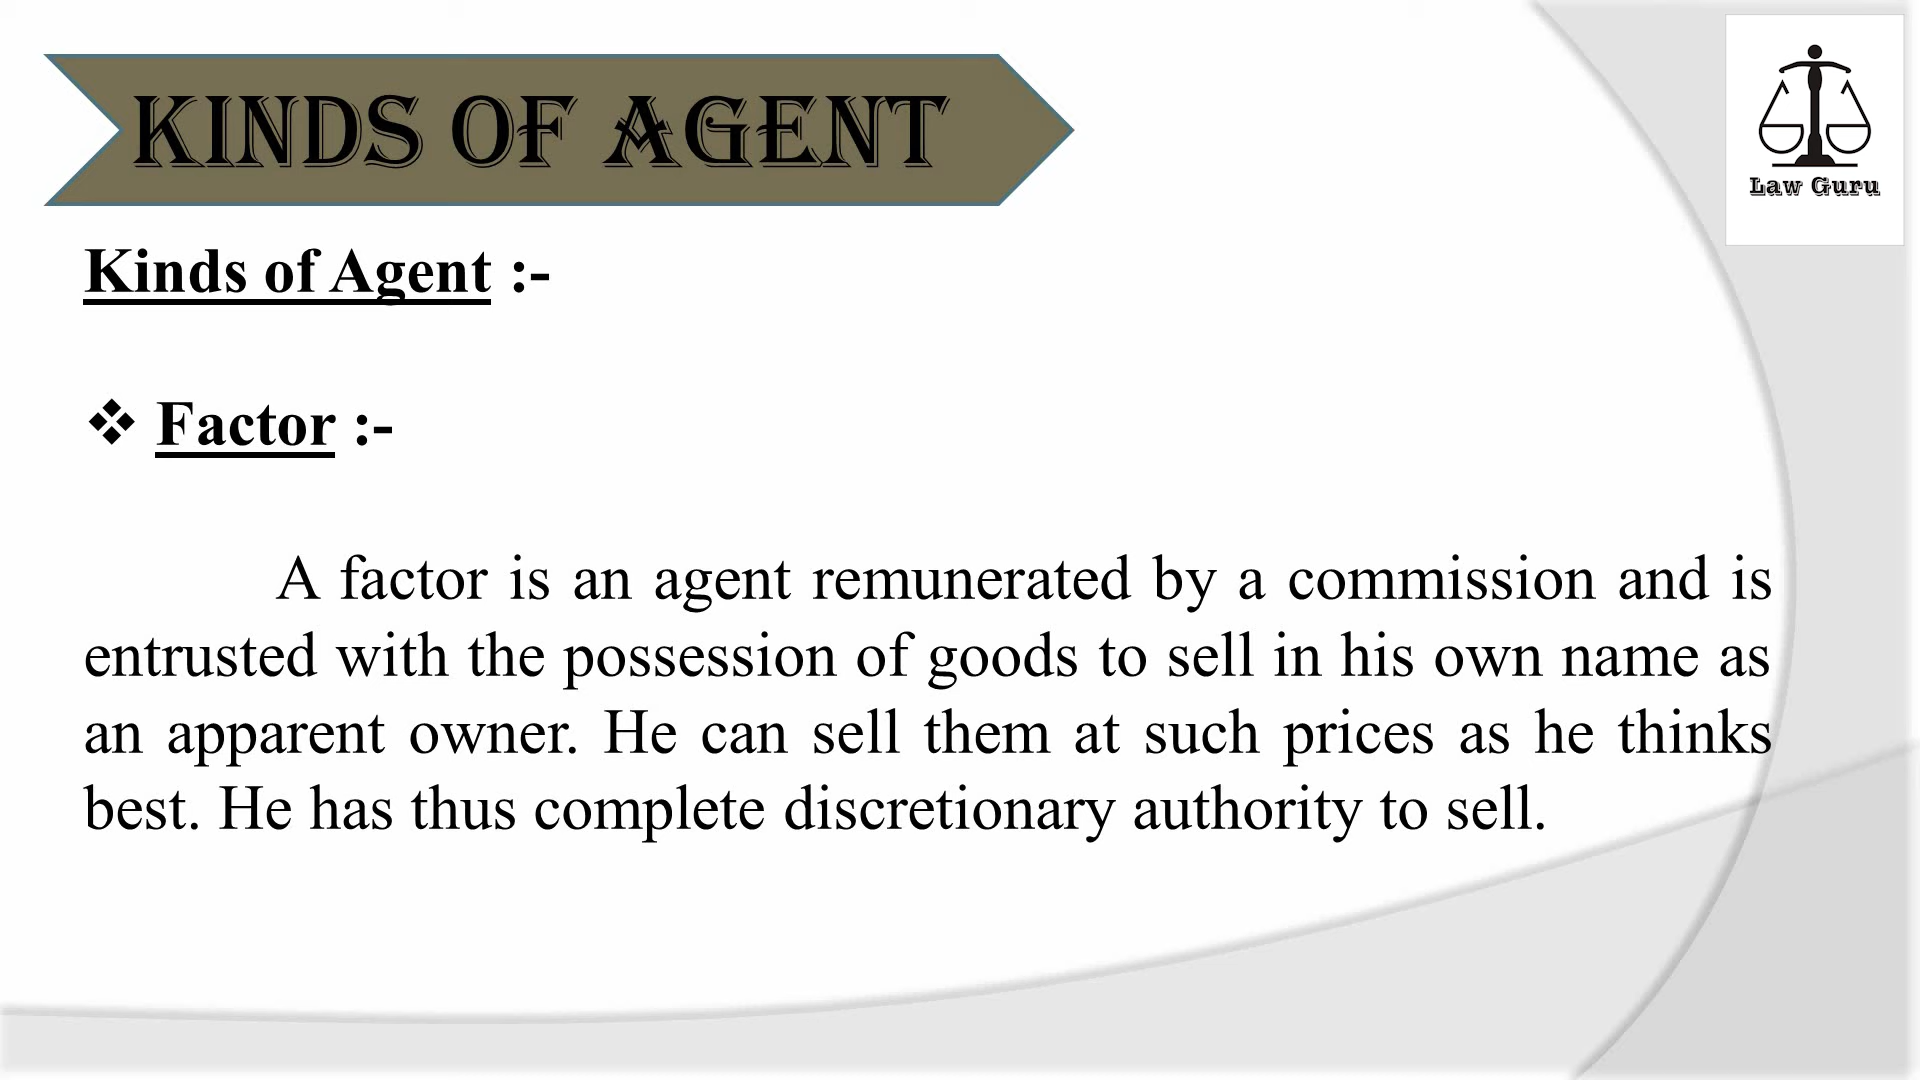 KINDS OF AGENT
Law Guru
Kinds of Agent :-
❖ Factor :-
A factor is an agent remunerated by a commission and is
entrusted with the possession of goods to sell in his own name as
an apparent owner. He can sell them at such prices as he thinks
best. He has thus complete discretionary authority to sell.